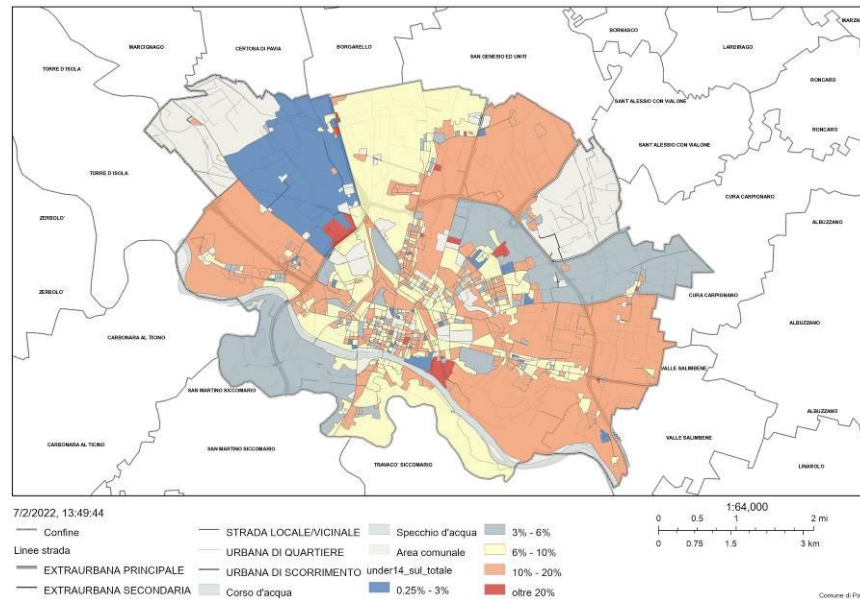 MARCIGNAGO
CERTOSA DI PAVIA
BORGARELLO
BORNASCO
LARDIRAGO
SAN GENESIO ED UNITI
TORRE D'ISOLA'
RONCARO
SANT'ALESSIO CON VIALONE
RONCARO
SANT'ALESSIO CON VIALONE
TORRE D'ISOLA'
CURA CARPIGNANO
ZERBOLO'
ALBUZZANO
ZERBOLO'
CURA CARPIGNANO
ALBUZZANO
CARBONARA AL TICINO
VALLE SALIMBENE
SAN MARTINO SICCOMARIO
ALBUZZANO
CARBONARA AL TICINO
SAN MARTINO SICCOMARIO
VALLE SALIMBENE
TRAVACO' SICCOMARIO
LINAROLO
7/2/2022, 13:49:44
Confine
Linee strada
EXTRAURBANA PRINCIPALE
EXTRAURBANA SECONDARIA
STRADA LOCALE/VICINALE
URBANA DI QUARTIERE
URBANA DI SCORRIMENTO
Corso d'acqua
Specchio d'acqua
Area comunale
under14_sul_totale
0.25% - 3%
3% - 6%
6% - 10%
10% - 20%
oltre 20%
1:64,000
0 0.5 1 2 mi
0 0.75 1.5 3 km
Comune di Pa